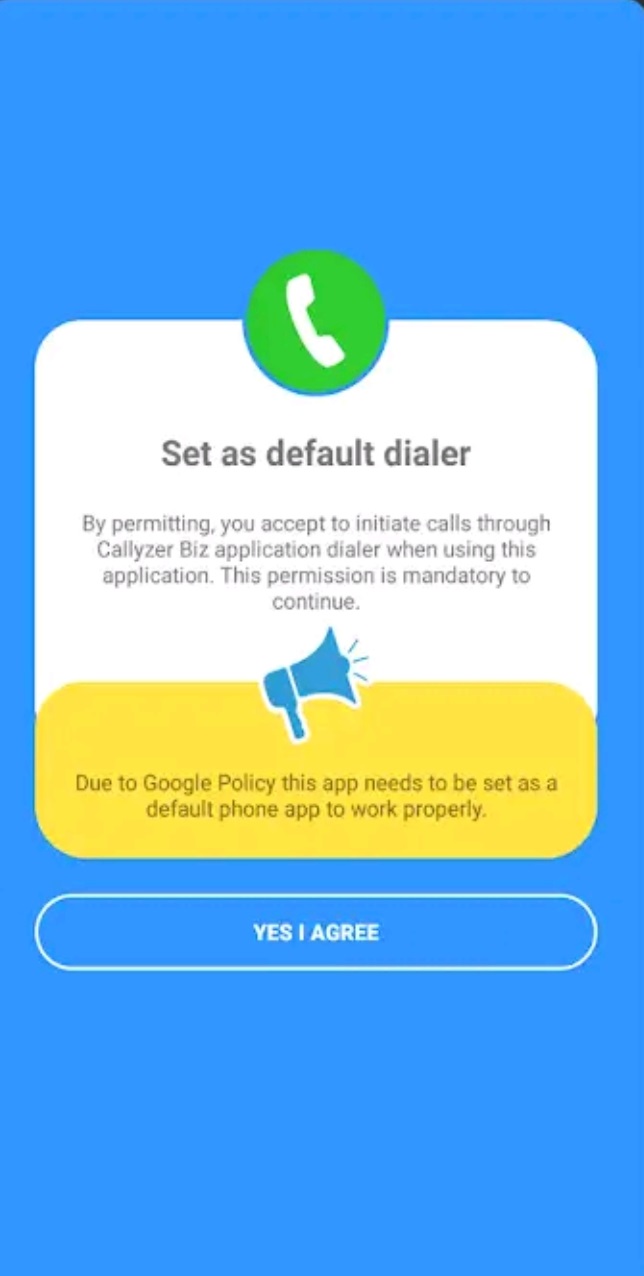 Set as default dialer
By permitting, you accept to initiate calls through
Callyzer Biz application dialer when using this
application. This permission is mandatory to
continue.
Due to Google Policy this app needs to be set as a
default phone app to work properly.
YES I AGREE